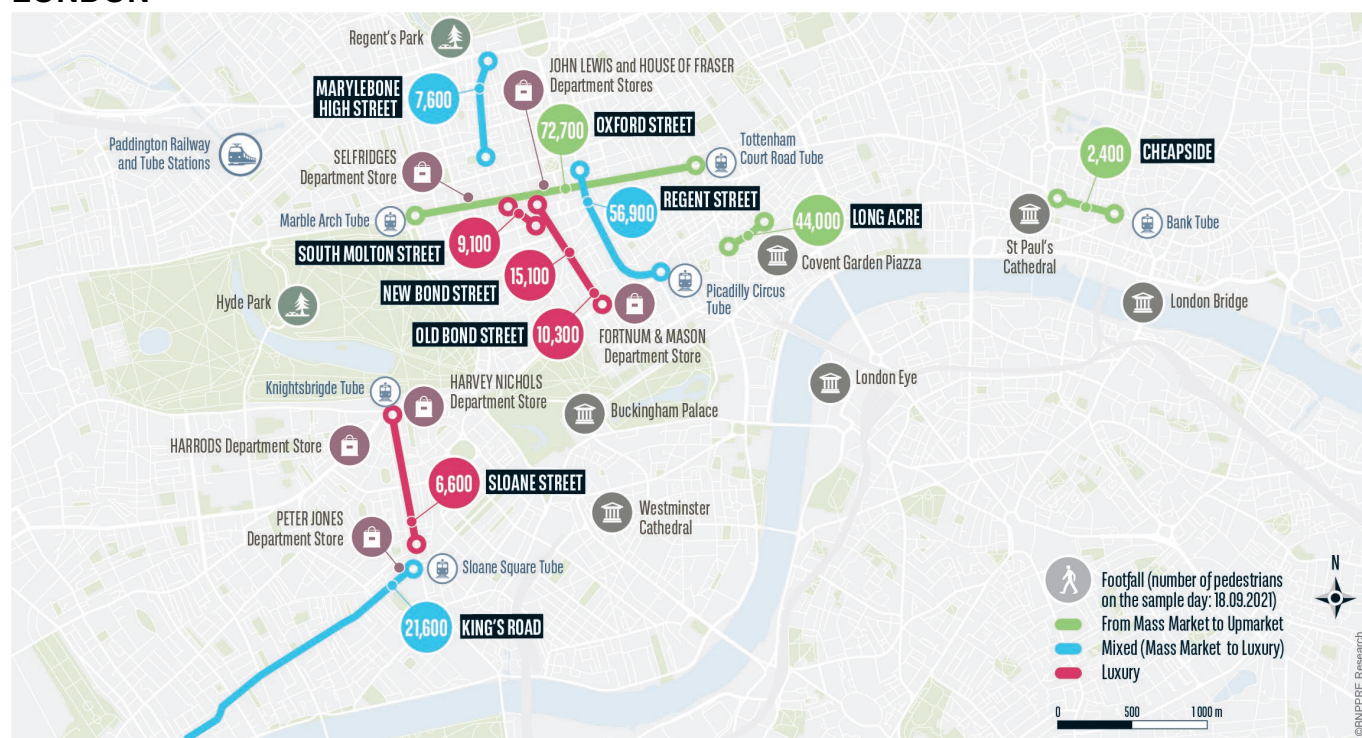 LONDON
Regent's Park
JOHN LEWIS and HOUSE OF FRASER
Department Stores
MARYLEBONE
HIGH STREET
7,600
72,700
OXFORD STREET
Paddington Railway
and Tube Stations
SELFRIDGES
Department Store
Tottenham
Court Road Tube
2,400
CHEAPSIDE
Marble Arch Tube
56,900
REGENT STREET
44,000
LONG ACRE
SOUTH MOLTON STREET
9,100
St Paul's
Cathedral
Bank Tube
Covent Garden Piazza
NEW BOND STREET
15,100
Picadilly Circus
Tube
Hyde Park
London Bridge
OLD BOND STREET
10,300
FORTNUM & MASON
Department Store
Knightsbrigde Tube
HARVEY NICHOLS
Department Store
London Eye
Buckingham Palace
HARRODS Department Store
6,600
SLOANE STREET
PETER JONES
Department Store
Westminster
Cathedral
Sloane Square Tube
21,600
KING'S ROAD
N
Footfall (number of pedestrians
on the sample day: 18.09.2021)
From Mass Market to Upmarket
Mixed (Mass Market to Luxury)
Luxury
0 500 1 000 m
©BNPPRE Research